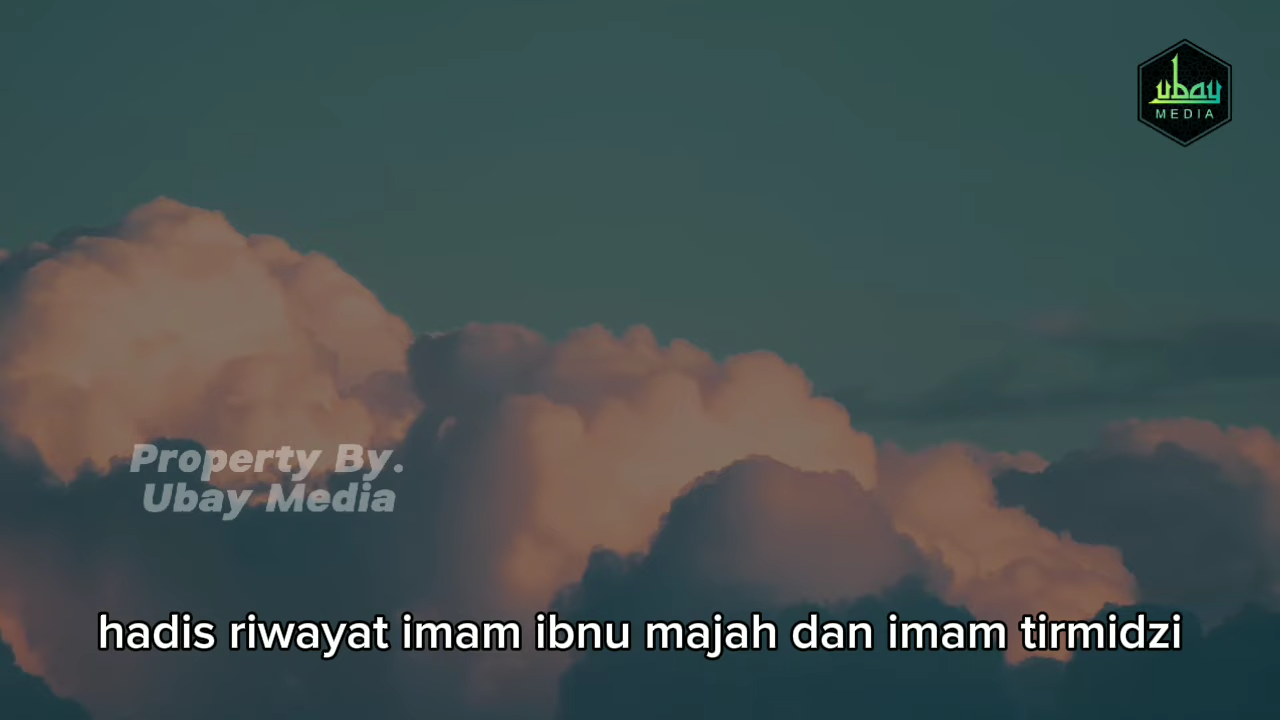 ubay
MEDIA
Property By.
Ubay Media
hadis riwayat imam ibnu majah dan imam tirmidzi